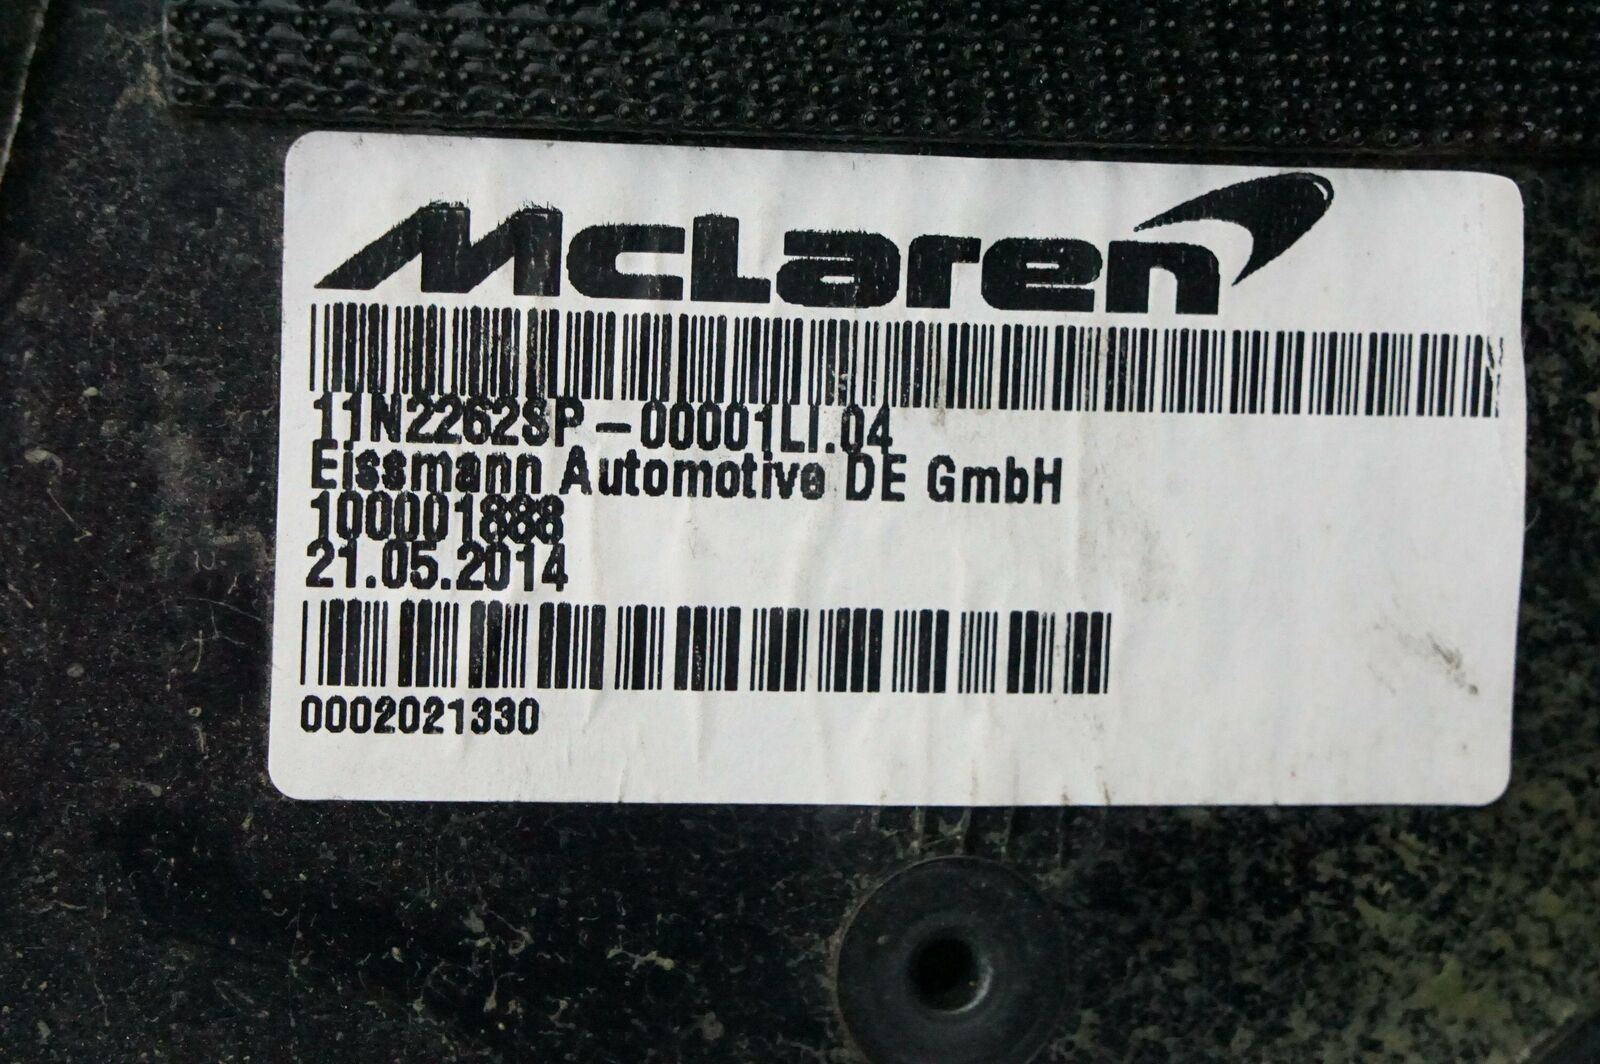 McLaren
11N2262SP-00001LI.04
Eissmann Automotive DE GmbH
100001888
21.05.2014
0002021330